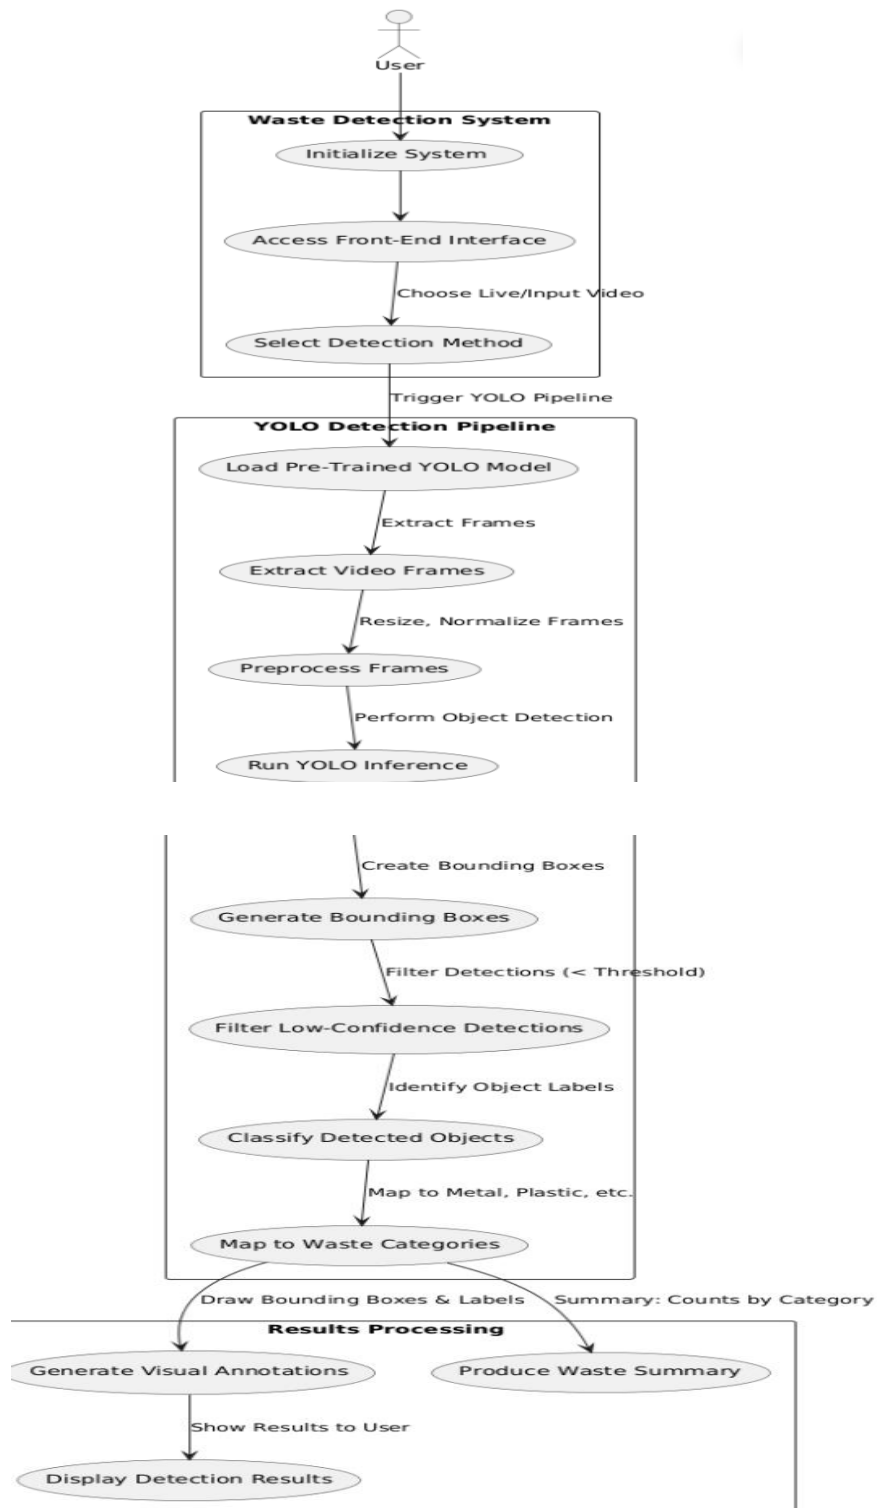 User
Waste Detection System
Initialize System
Access Front-End Interface
Choose Live/Input Video
Select Detection Method
Trigger YOLO Pipeline
YOLO Detection Pipeline
Load Pre-Trained YOLO Model
Extract Frames
Extract Video Frames
Resize, Normalize Frames
Preprocess Frames
Perform Object Detection
Run YOLO Inference
Create Bounding Boxes
Generate Bounding Boxes
Filter Detections (< Threshold)
Filter Low-Confidence Detections
Identify Object Labels
Classify Detected Objects
Map to Metal, Plastic, etc.
Map to Waste Categories
Draw Bounding Boxes & Labels
Summary: Counts by Category
Results Processing
Generate Visual Annotations
Produce Waste Summary
Show Results to User
Display Detection Results